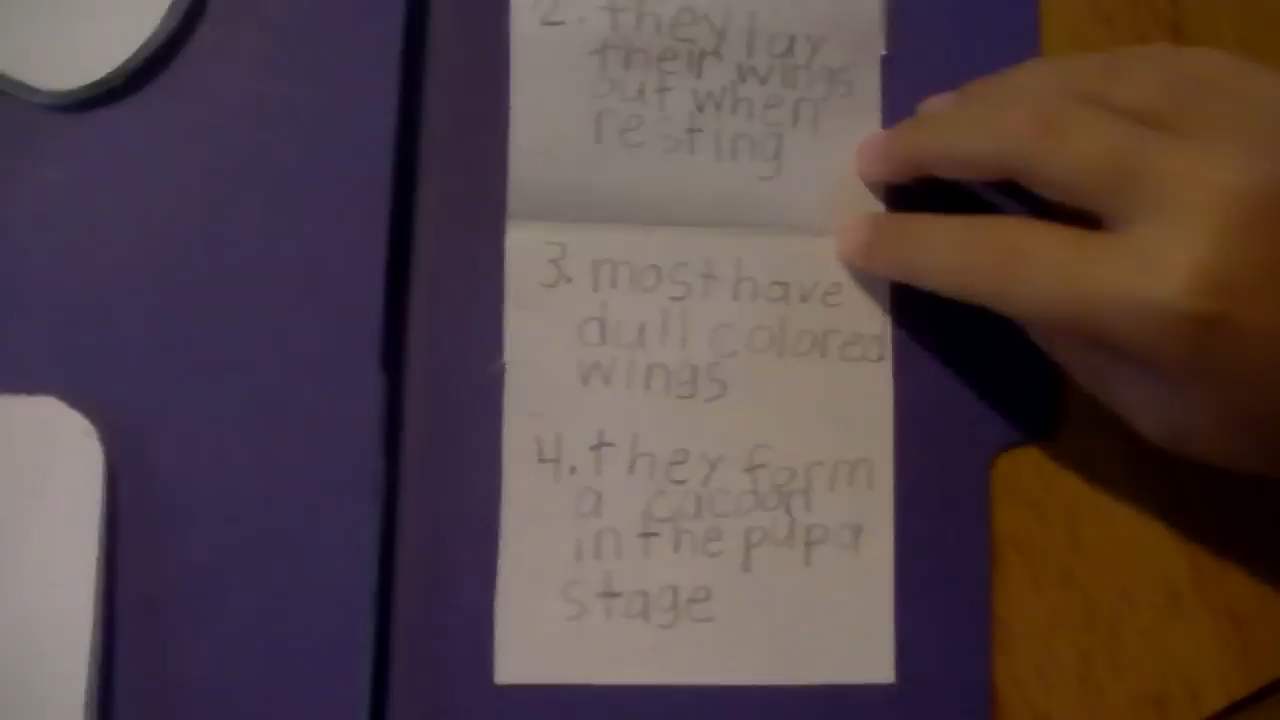 2. they lay
their wings
out when
resting
3. most have
dull colored
wings
4. they form
a cacoon
in the pupa
stage